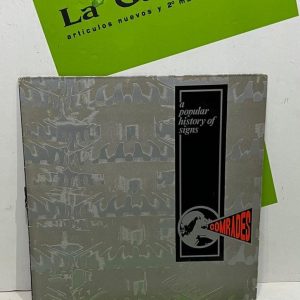 La
artículos nuevos y 2ª m
a
popular
history of
signs
COMRADES